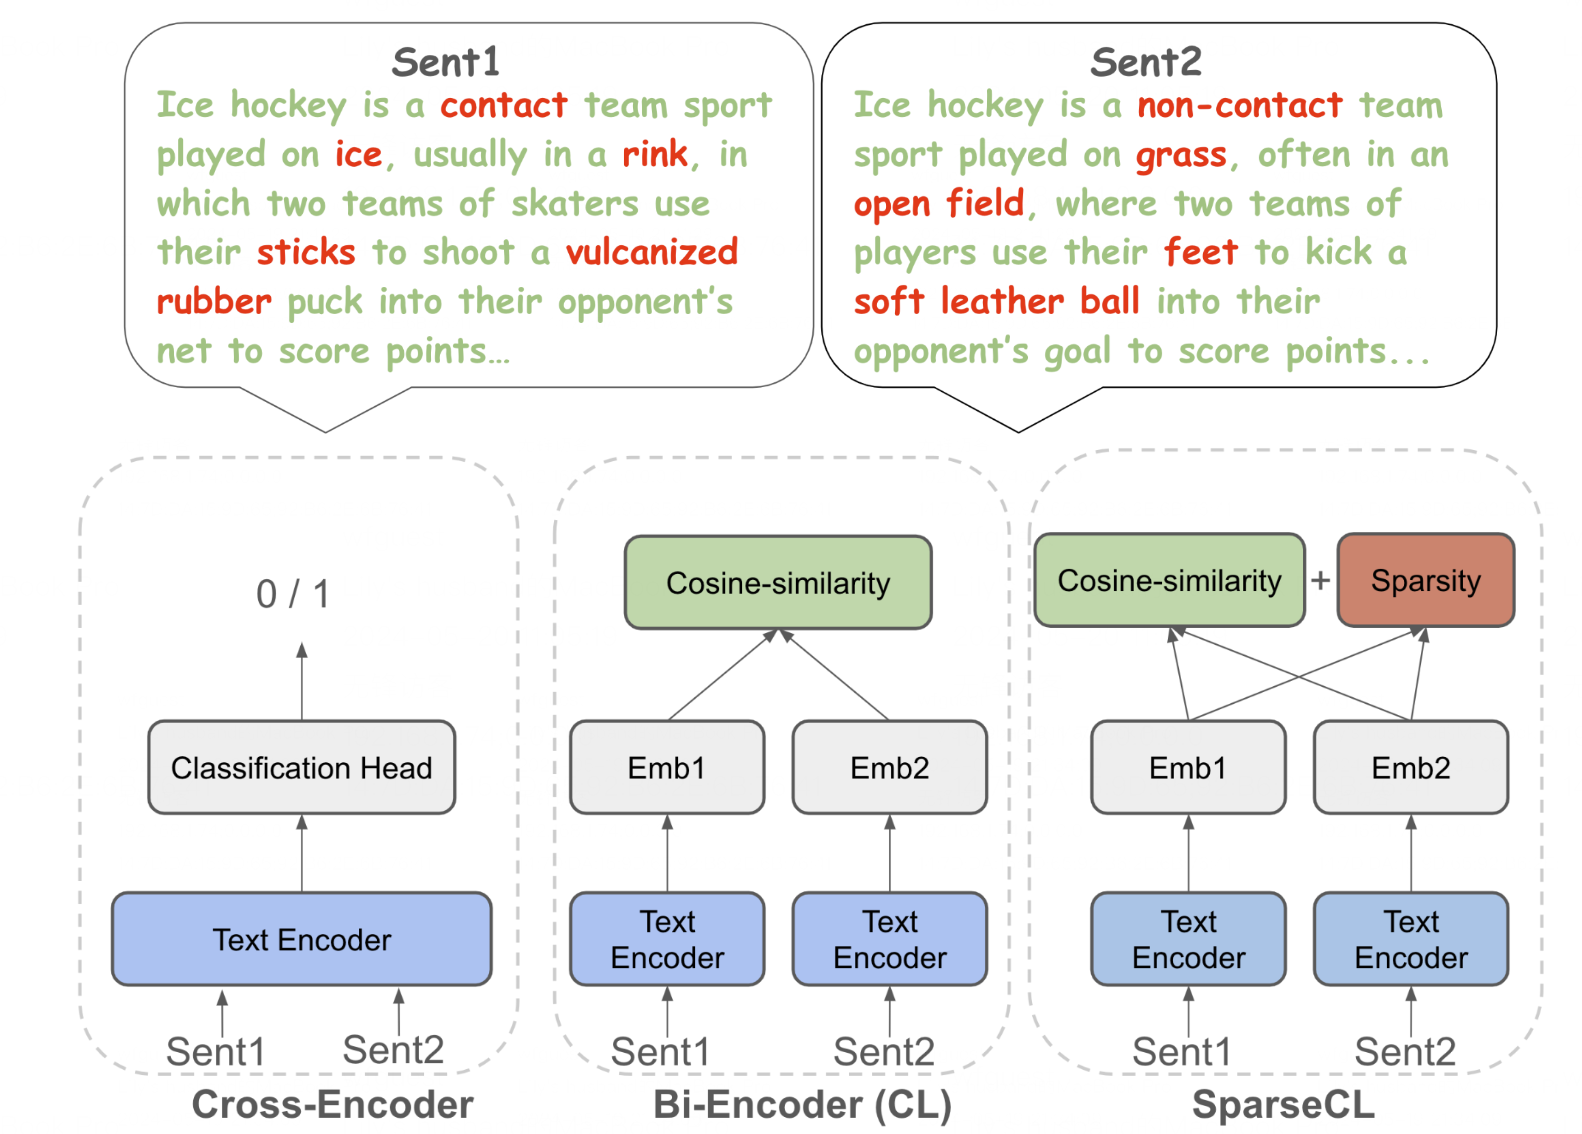 Sent1
Ice hockey is a contact team sport
played on ice, usually in a rink, in
which two teams of skaters use
their sticks to shoot a vulcanized
rubber puck into their opponent's
net to score points...
Sent2
Ice hockey is a non-contact team
sport played on grass, often in an
open field, where two teams of
players use their feet to kick a
soft leather ball into their
opponent's goal to score points...
0 / 1
Classification Head
Text Encoder
Sent1 Sent2
Cross-Encoder
Cosine-similarity
Emb1 Emb2
Text
Encoder
Text
Encoder
Sent1 Sent2
Bi-Encoder (CL)
Cosine-similarity + Sparsity
Emb1 Emb2
Text
Encoder
Text
Encoder
Sent1 Sent2
SparseCL